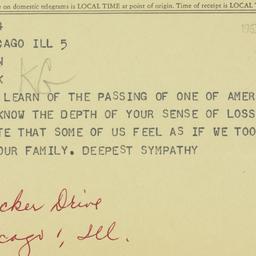 e on domestic telegrams is LOCAL TIME at point of origin. Time of receipt is LOCAL
CAGO ILL 5
KG
LEARN OF THE PASSING OF ONE OF AMER
KNOW THE DEPTH OF YOUR SENSE OF LOSS
TE THAT SOME OF US FEEL AS IF WE TOO
OUR FAMILY. DEEPEST SYMPATHY
cker Drive
cago, Ill.